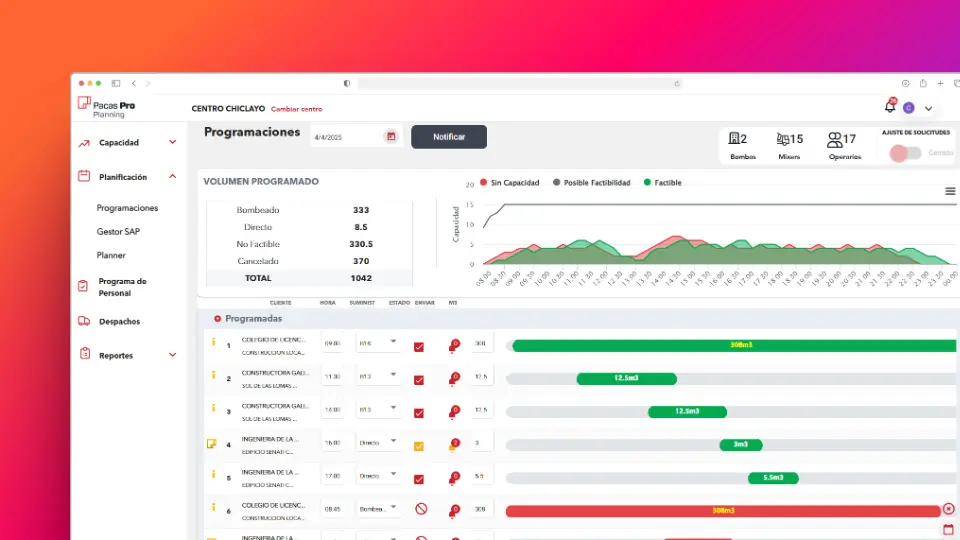 Pacas Pro
Planning
CENTRO CHICLAYO Cambiar centro
Capacidad
Planificación
Programaciones
Gestor SAP
Planner
Programa de
Personal
Despachos
Reportes
Programaciones
4/4/2025
Notificar
2
Bombas
15
Mixers
17
Operarios
AJUSTE DE SOLICITUDES
Cerrado
VOLUMEN PROGRAMADO
Bombeado 333
Directo 8.5
No Factible 330.5
Cancelado 370
TOTAL 1042
Sin Capacidad Posible Factibilidad Factible
Capacidad
20
15
10
5
0
08:00 08:30 09:00 09:30 10:00 10:30 11:00 11:30 12:00 12:30 13:00 13:30 14:00 14:30 15:00 15:30 16:00 16:30 17:00 17:30 18:00 18:30 19:00 19:30 20:00 20:30 21:00 21:30 22:00 22:30 23:00 23:30 00:00
CLIENTE HORA SUMINIST ESTADO ENVIAR M3
Programadas
1 COLEGIO DE LICENC... 09:00 308 308m3
CONSTRUCCION LOCA...
2 CONSTRUCTORA GALI... 11:30 12.5 12.5m3
SOL DE LAS LOMAS ...
3 CONSTRUCTORA GALI... 14:00 12.5 12.5m3
SOL DE LAS LOMAS ...
4 INGENIERIA DE LA ... 16:00 Directo 3 3m3
EDIFICIO SENATI C...
5 INGENIERIA DE LA ... 17:00 Directo 5.5 5.5m3
EDIFICIO SENATI C...
6 COLEGIO DE LICENC... 08:45 Bombea... 308 308m3
CONSTRUCCION LOCA...
INGENIERIA DE LA ...